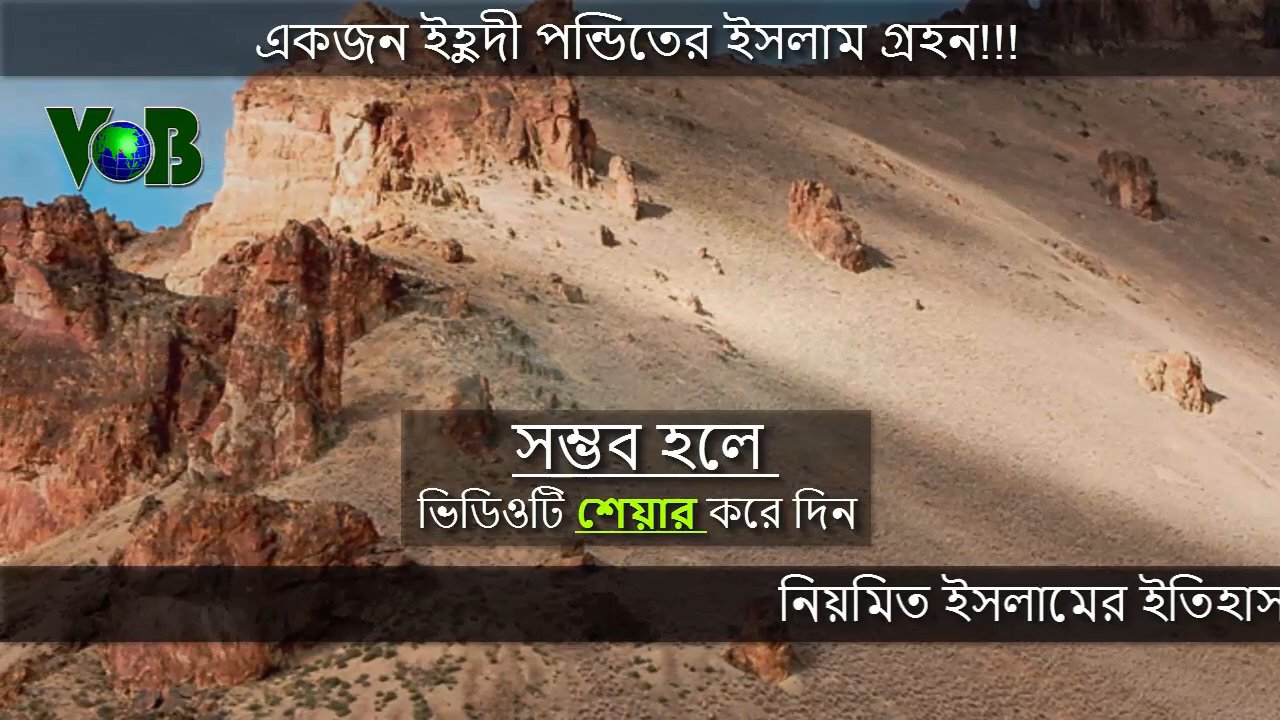 একজন ইহুদী পন্ডিতের ইসলাম গ্রহন!!!
VOB
সম্ভব হলে
ভিডিওটি শেয়ার করে দিন
নিয়মিত ইসলামের ইতিহাস